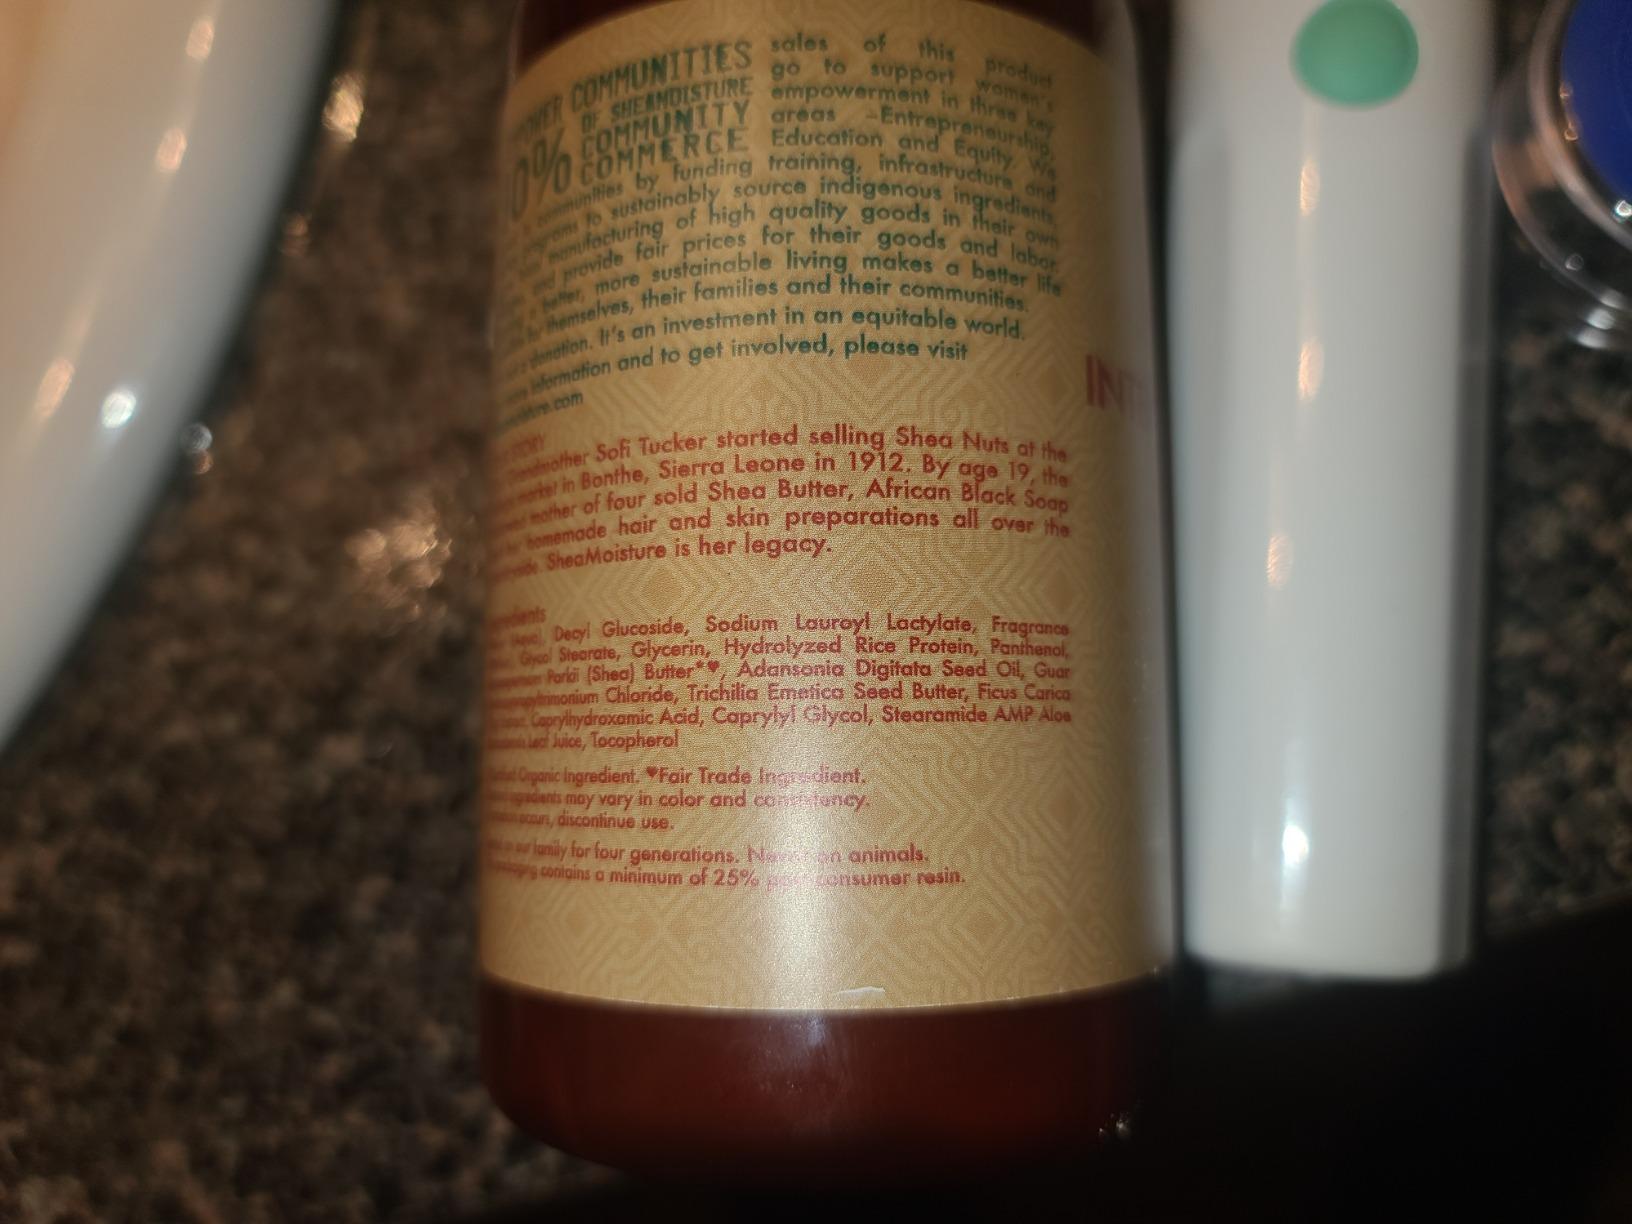 COMMUNITIES
OF SHEAMOISTURE
COMMUNITY
COMMERCE
sales of this product
go to support women's
empowerment in three key
areas -Entrepreneurship,
Education and Equity. We
communities by funding training, infrastructure and
to sustainably source indigenous ingredients,
manufacturing of high quality goods in their own
and provide fair prices for their goods and labor.
a better, more sustainable living makes a better life
themselves, their families and their communities.
donation. It's an investment in an equitable world.
information and to get involved, please visit
.com
STORY
Grandmother Sofi Tucker started selling Shea Nuts at the
market in Bonthe, Sierra Leone in 1912. By age 19, the
mother of four sold Shea Butter, African Black Soap
homemade hair and skin preparations all over the
SheaMoisture is her legacy.
Decyl Glucoside, Sodium Lauroyl Lactylate, Fragrance
Glycol Stearate, Glycerin, Hydrolyzed Rice Protein, Panthenol,
Parkii (Shea) Butter*♥, Adansonia Digitata Seed Oil, Guar
Chloride, Trichilia Emetica Seed Butter, Ficus Carica
Caprylhydroxamic Acid, Caprylyl Glycol, Stearamide AMP Aloe
Leaf Juice, Tocopherol
Organic Ingredient. ♥Fair Trade Ingredient.
may vary in color and consistency.
occurs, discontinue use.
our family for four generations. Never on animals.
contains a minimum of 25% post consumer resin.